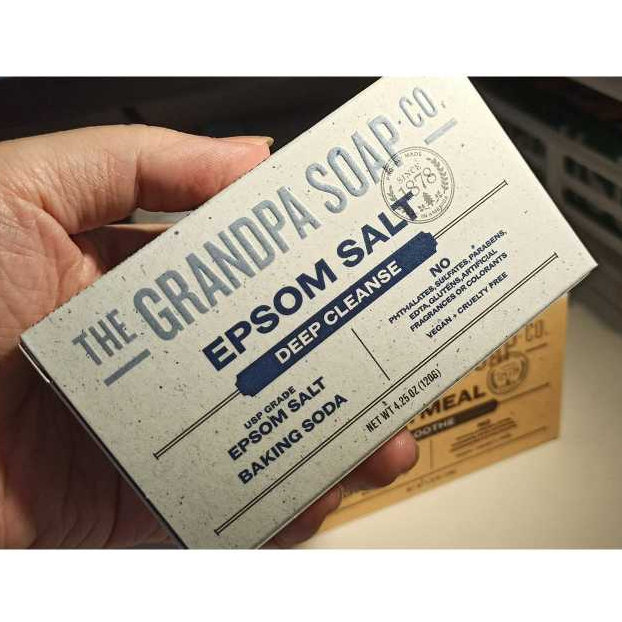 THE GRANDPA SOAP CO.
MADE
SINCE
1878
IN AMERICA
EPSOM SALT
DEEP CLEANSE
USP GRADE
EPSOM SALT
BAKING SODA
NO
PHTHALATES, SULFATES, PARABENS,
EDTA, GLUTENS, ARTIFICIAL
FRAGRANCES OR COLORANTS
VEGAN + CRUELTY FREE
NET WT 4.25 OZ (120G)
CO.
MEAL